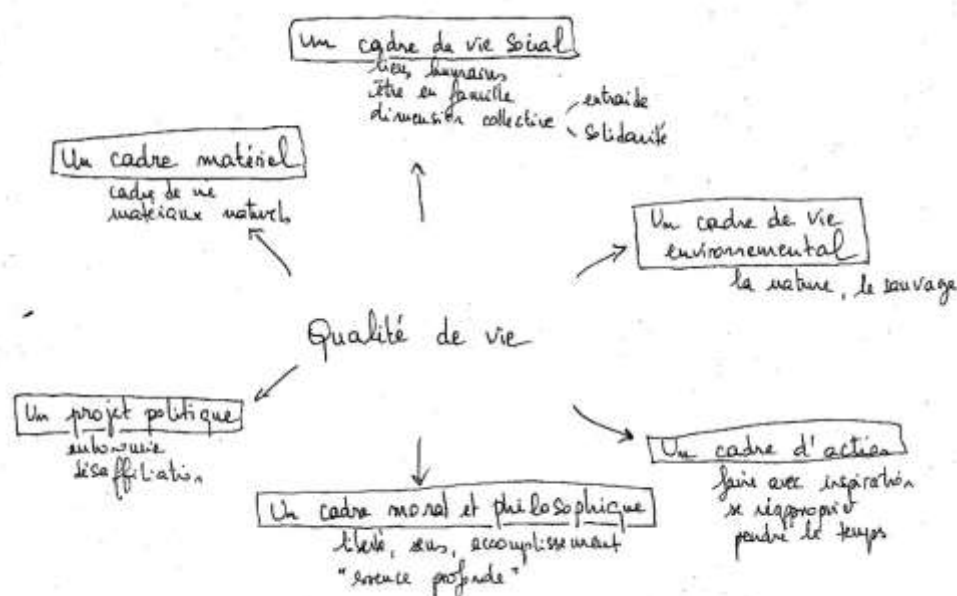 Un cadre de vie social
liens humains
être en famille
dimension collective
entraide
solidarité
Un cadre matériel
cadre de vie
matériaux naturels
Un cadre de vie
environnemental
la nature, le sauvage
Qualité de vie
Un projet politique
autonomie
désaffiliation
Un cadre d'action
faire avec inspiration
se réapproprier
prendre le temps
Un cadre moral et philosophique
liberté, sens, accomplissement
"essence profonde"